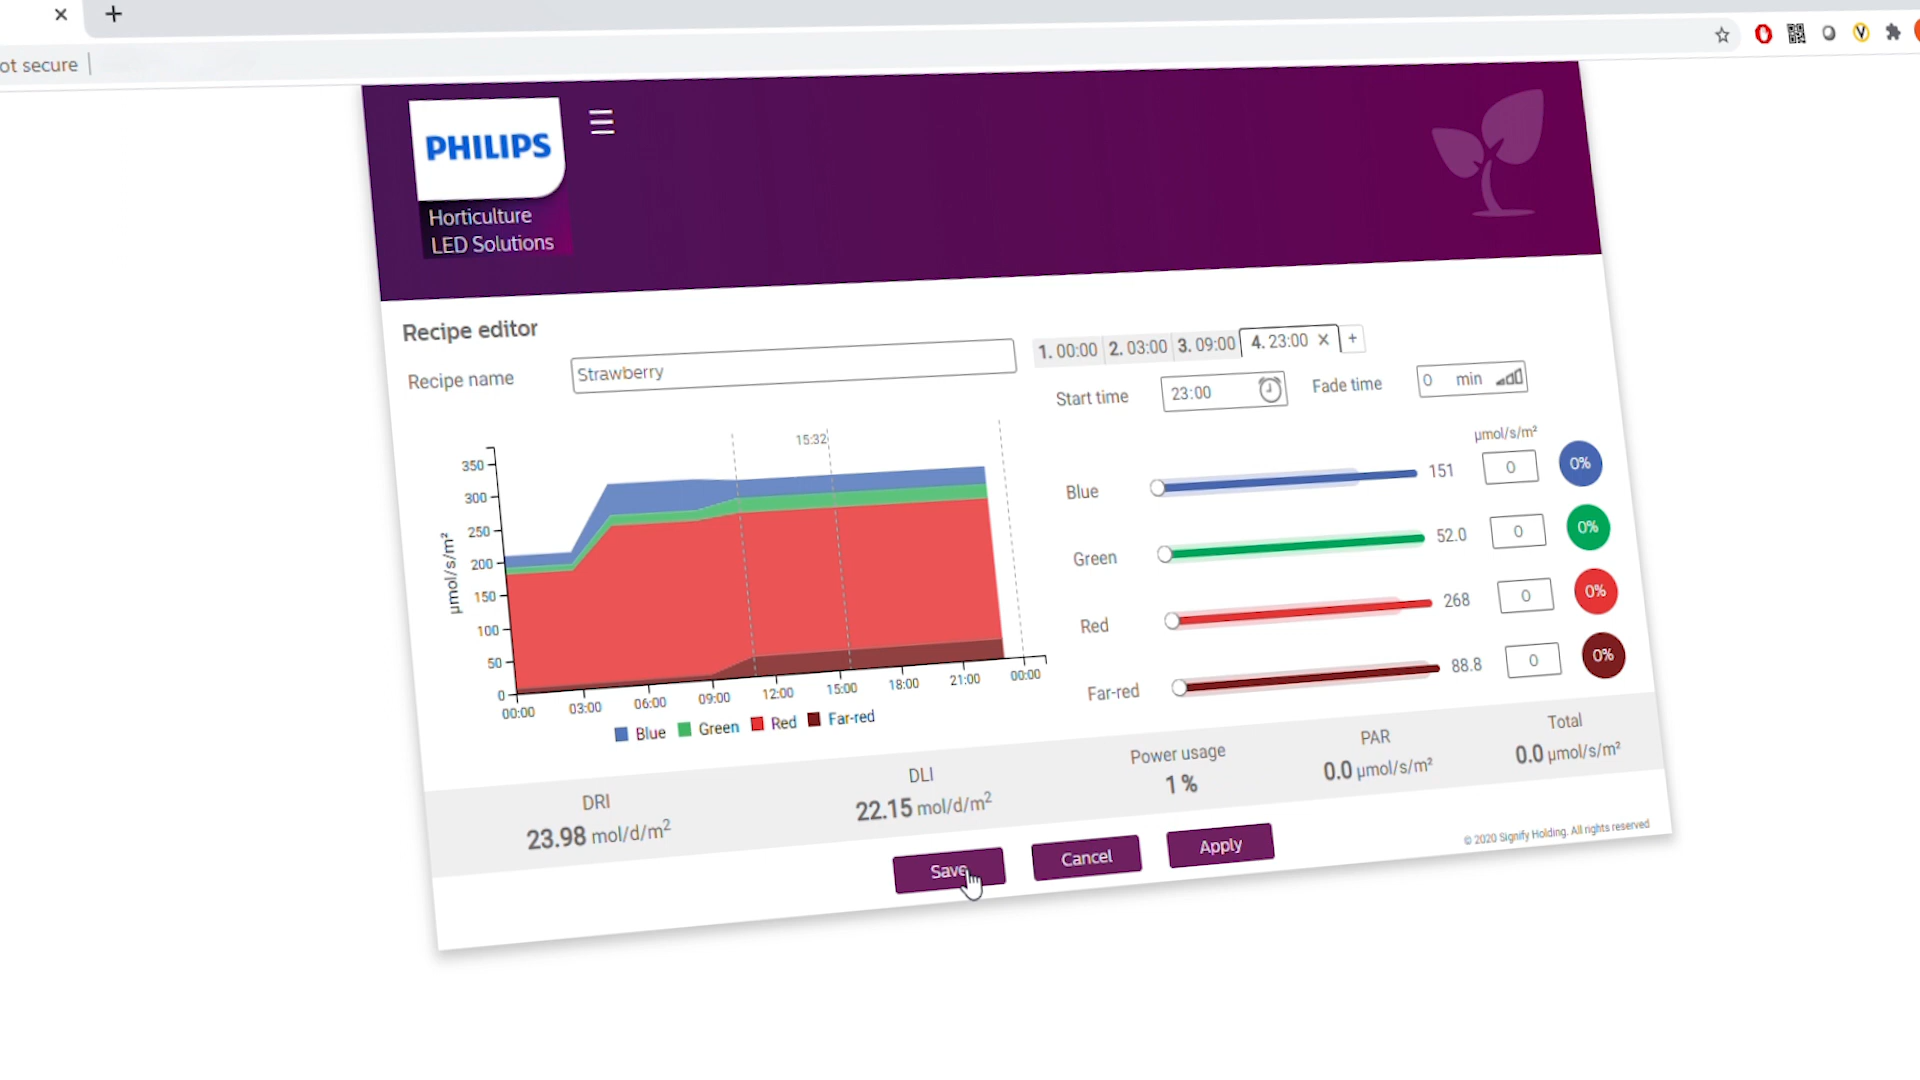 ot secure
PHILIPS
Horticulture
LED Solutions
Recipe editor
Recipe name
Strawberry
1. 00:00
2. 03:00
3. 09:00
4. 23:00
+
Start time
23:00
Fade time
0 min
15:32
µmol/s/m²
350
300
250
200
150
100
50
0
00:00
03:00
06:00
09:00
12:00
15:00
18:00
21:00
00:00
Blue
Green
Red
Far-red
µmol/s/m²
Blue
151
0
0%
Green
52.0
0
0%
Red
268
0
0%
Far-red
88.8
0
0%
DRI
23.98 mol/d/m²
DLI
22.15 mol/d/m²
Power usage
1 %
PAR
0.0 µmol/s/m²
Total
0.0 µmol/s/m²
Save
Cancel
Apply
© 2020 Signify Holding. All rights reserved